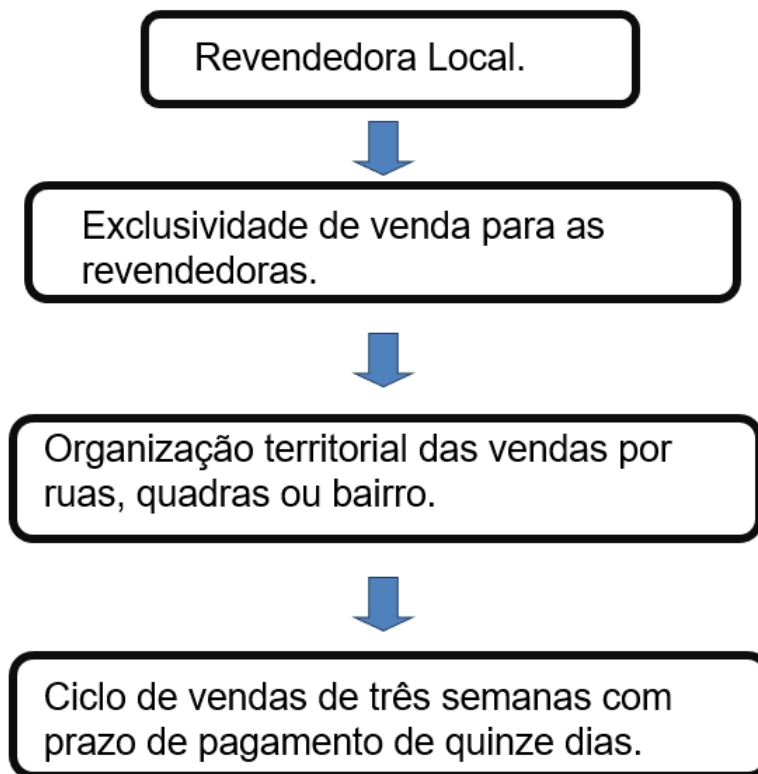 Revendedora Local.
Exclusividade de venda para as
revendedoras.
Organização territorial das vendas por
ruas, quadras ou bairro.
Ciclo de vendas de três semanas com
prazo de pagamento de quinze dias.